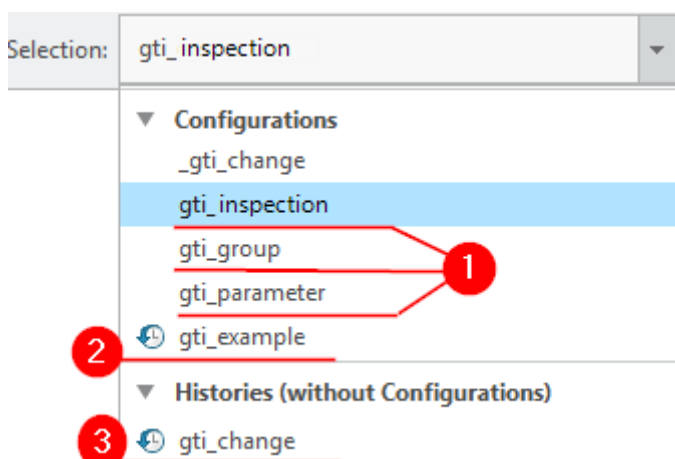 Selection: gti_inspection
Configurations
_gti_change
gti_inspection
gti_group
1
gti_parameter
2 gti_example
Histories (without Configurations)
3 gti_change